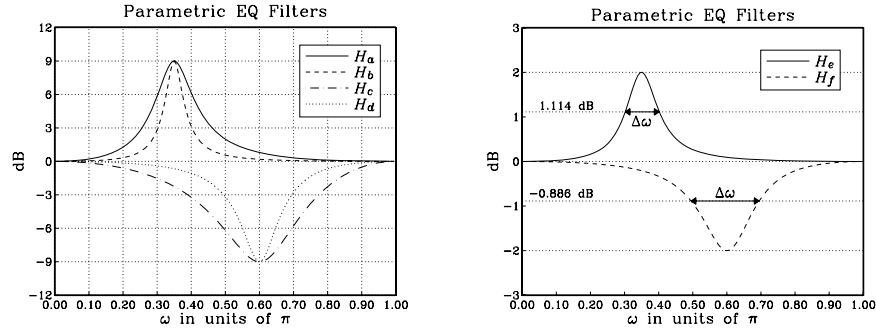 Parametric EQ Filters
12
9
6
3
0
−3
−6
−9
−12
dB
Ha
Hb
Hc
Hd
0.00 0.10 0.20 0.30 0.40 0.50 0.60 0.70 0.80 0.90 1.00
ω in units of π
Parametric EQ Filters
3
2
1
0
−1
−2
−3
dB
He
Hf
1.114 dB
Δω
−0.886 dB
Δω
0.00 0.10 0.20 0.30 0.40 0.50 0.60 0.70 0.80 0.90 1.00
ω in units of π